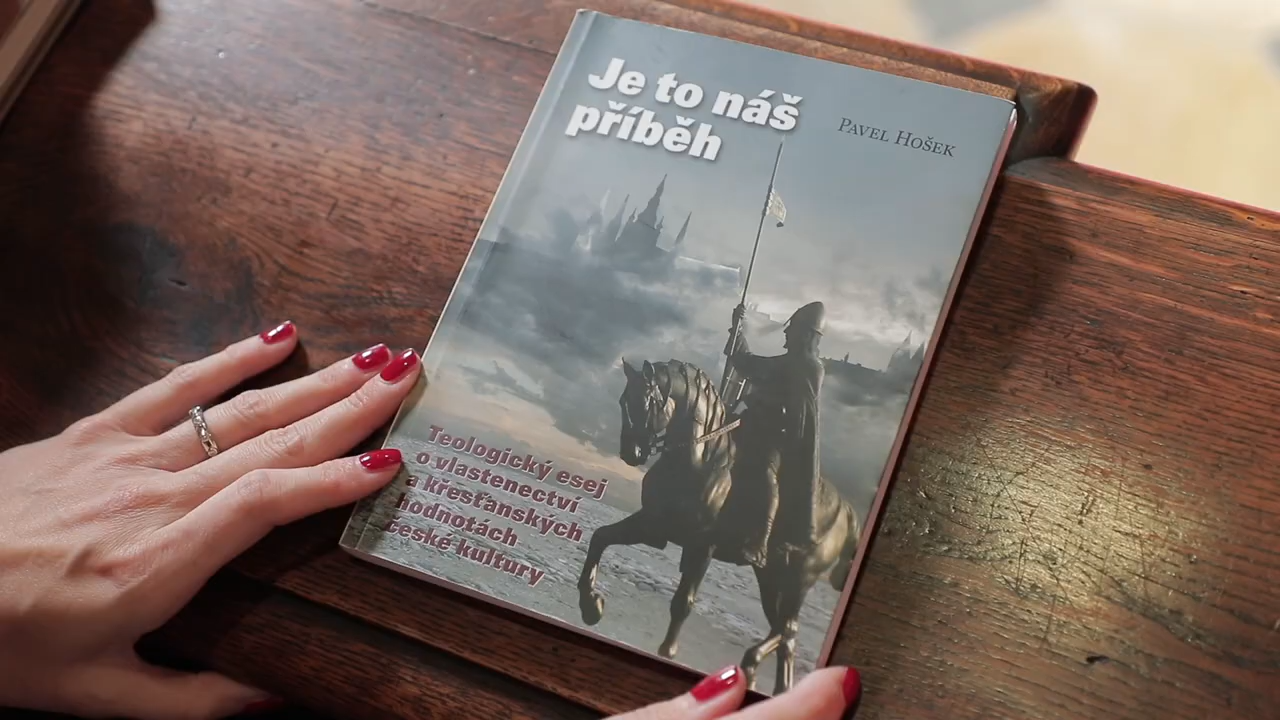 Je to náš
příběh
PAVEL HOŠEK
Teologický esej
o vlastenectví
a křesťanských
hodnotách
české kultury